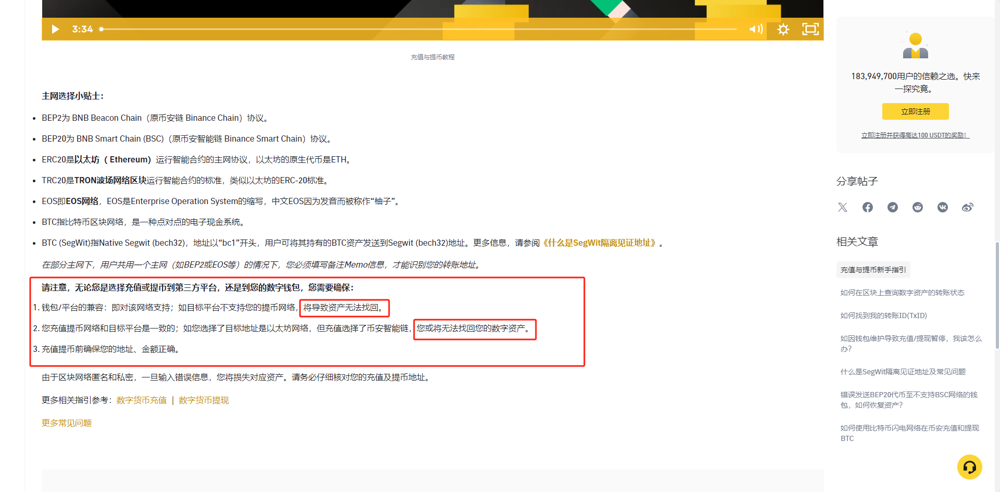 3:34
充值与提币教程
主网选择小贴士：
BEP2为 BNB Beacon Chain（原币安链 Binance Chain）协议。
BEP20为 BNB Smart Chain (BSC)（原币安智能链 Binance Smart Chain）协议。
ERC20是以太坊（ Ethereum）运行智能合约的主网协议，以太坊的原生代币是ETH。
TRC20是TRON波场网络区块运行智能合约的标准，类似以太坊的ERC-20标准。
EOS即EOS网络，EOS是Enterprise Operation System的缩写，中文EOS因为发音而被称作“柚子”。
BTC指比特币区块网络，是一种点对点的电子现金系统。
BTC (SegWit)指Native Segwit (bech32)，地址以“bc1”开头，用户可将其持有的BTC资产发送到Segwit (bech32)地址。更多信息，请参阅《什么是SegWit隔离见证地址》。
在部分主网下，用户共用一个主网（如BEP2或EOS等）的情况下，您必须填写备注Memo信息，才能识别您的转账地址。
请注意，无论您是选择充值或提币到第三方平台，还是到您的数字钱包，您需要确保：
1. 钱包/平台的兼容：即对该网络支持；如目标平台不支持您的提币网络，将导致资产无法找回。
2. 您充值提币网络和目标平台是一致的；如您选择了目标地址是以太坊网络，但充值选择了币安智能链，您或将无法找回您的数字资产。
3. 充值提币前确保您的地址、金额正确。
由于区块网络匿名和私密，一旦输入错误信息，您将损失对应资产。请务必仔细核对您的充值及提币地址。
更多相关指引参考：数字货币充值 | 数字货币提现
更多常见问题
183,949,700用户的信赖之选。快来
一探究竟。
立即注册
立即注册并获得高达100 USDT的奖励！
分享帖子
相关文章
充值与提币新手指引
如何在区块上查询数字资产的转账状态
如何找到我的转账ID(TxID)
如因钱包维护导致充值/提现暂停，我该怎么
办？
什么是SegWit隔离见证地址及常见问题
错误发送BEP20代币至不支持BSC网络的钱
包，如何恢复资产？
如何使用比特币闪电网络在币安充值和提现
BTC